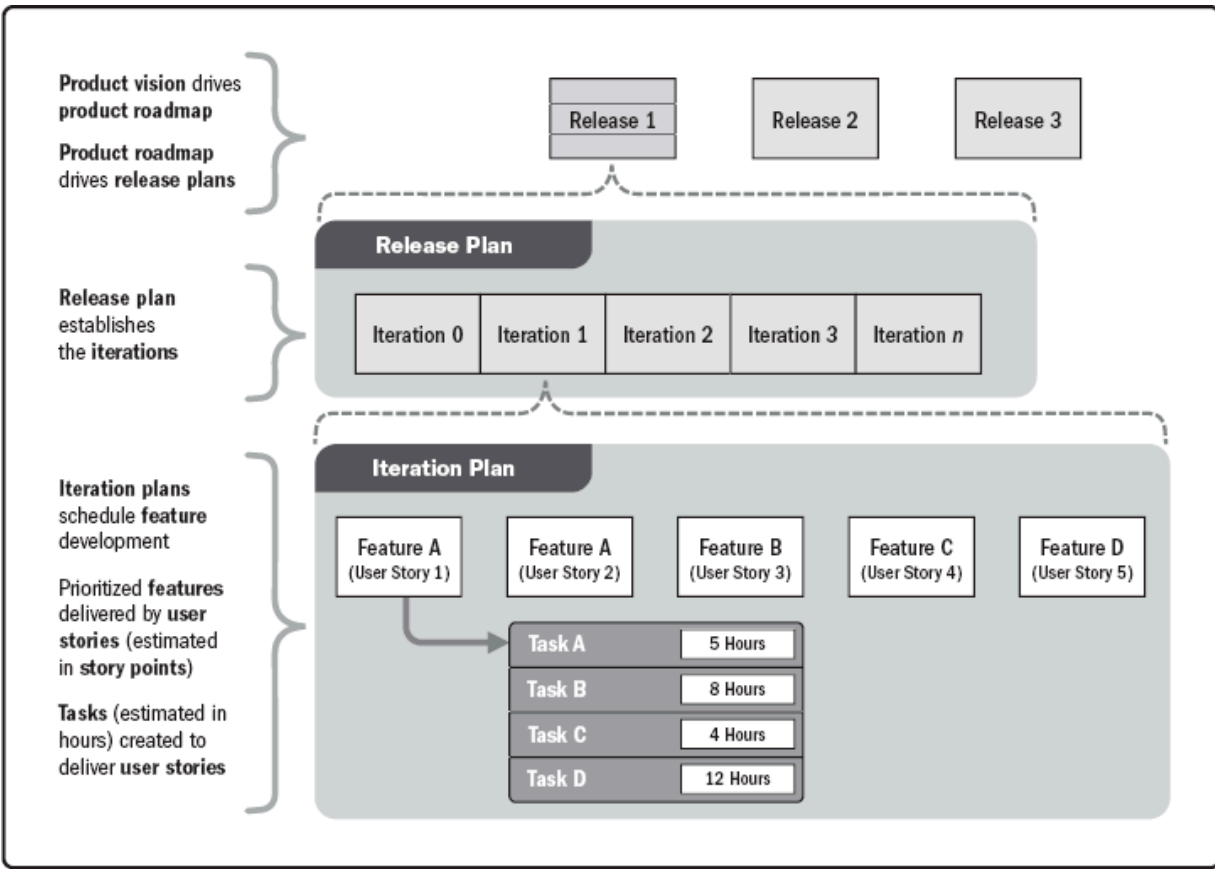 Product vision drives
product roadmap
Product roadmap
drives release plans
Release 1
Release 2
Release 3
Release Plan
Release plan
establishes
the iterations
Iteration 0
Iteration 1
Iteration 2
Iteration 3
Iteration n
Iteration Plan
Iteration plans
schedule feature
development
Prioritized features
delivered by user
stories (estimated
in story points)
Tasks (estimated in
hours) created to
deliver user stories
Feature A
(User Story 1)
Feature A
(User Story 2)
Feature B
(User Story 3)
Feature C
(User Story 4)
Feature D
(User Story 5)
Task A 5 Hours
Task B 8 Hours
Task C 4 Hours
Task D 12 Hours